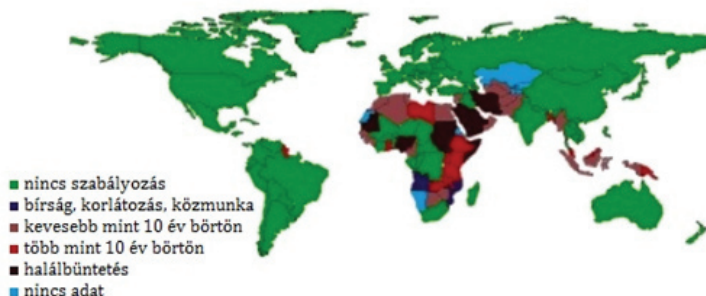 nincs szabályozás
bírság, korlátozás, közmunka
kevesebb mint 10 év börtön
több mint 10 év börtön
halálbüntetés
nincs adat